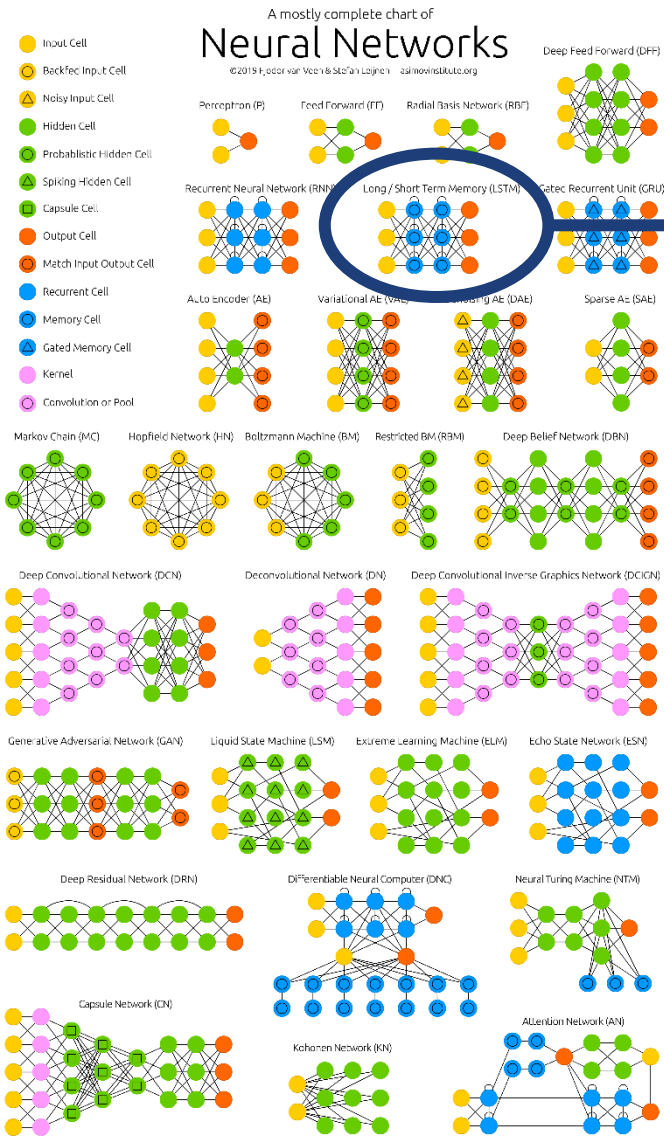 A mostly complete chart of
Neural Networks
©2019 Fjodor van Veen & Stefan Leijnen asimovinstitute.org
Input Cell
Backfed Input Cell
Noisy Input Cell
Hidden Cell
Probablistic Hidden Cell
Spiking Hidden Cell
Capsule Cell
Output Cell
Match Input Output Cell
Recurrent Cell
Memory Cell
Gated Memory Cell
Kernel
Convolution or Pool
Deep Feed Forward (DFF)
Perceptron (P) Feed Forward (FF) Radial Basis Network (RBF)
Recurrent Neural Network (RNN) Long / Short Term Memory (LSTM) Gated Recurrent Unit (GRU)
Auto Encoder (AE) Variational AE (VAE) (DAE) Sparse AE (SAE)
Markov Chain (MC) Hopfield Network (HN) Boltzmann Machine (BM) Restricted BM (RBM) Deep Belief Network (DBN)
Deep Convolutional Network (DCN) Deconvolutional Network (DN) Deep Convolutional Inverse Graphics Network (DCIGN)
Generative Adversarial Network (GAN) Liquid State Machine (LSM) Extreme Learning Machine (ELM) Echo State Network (ESN)
Deep Residual Network (DRN) Differentiable Neural Computer (DNC) Neural Turing Machine (NTM)
Capsule Network (CN) Kohonen Network (KN) Attention Network (AN)